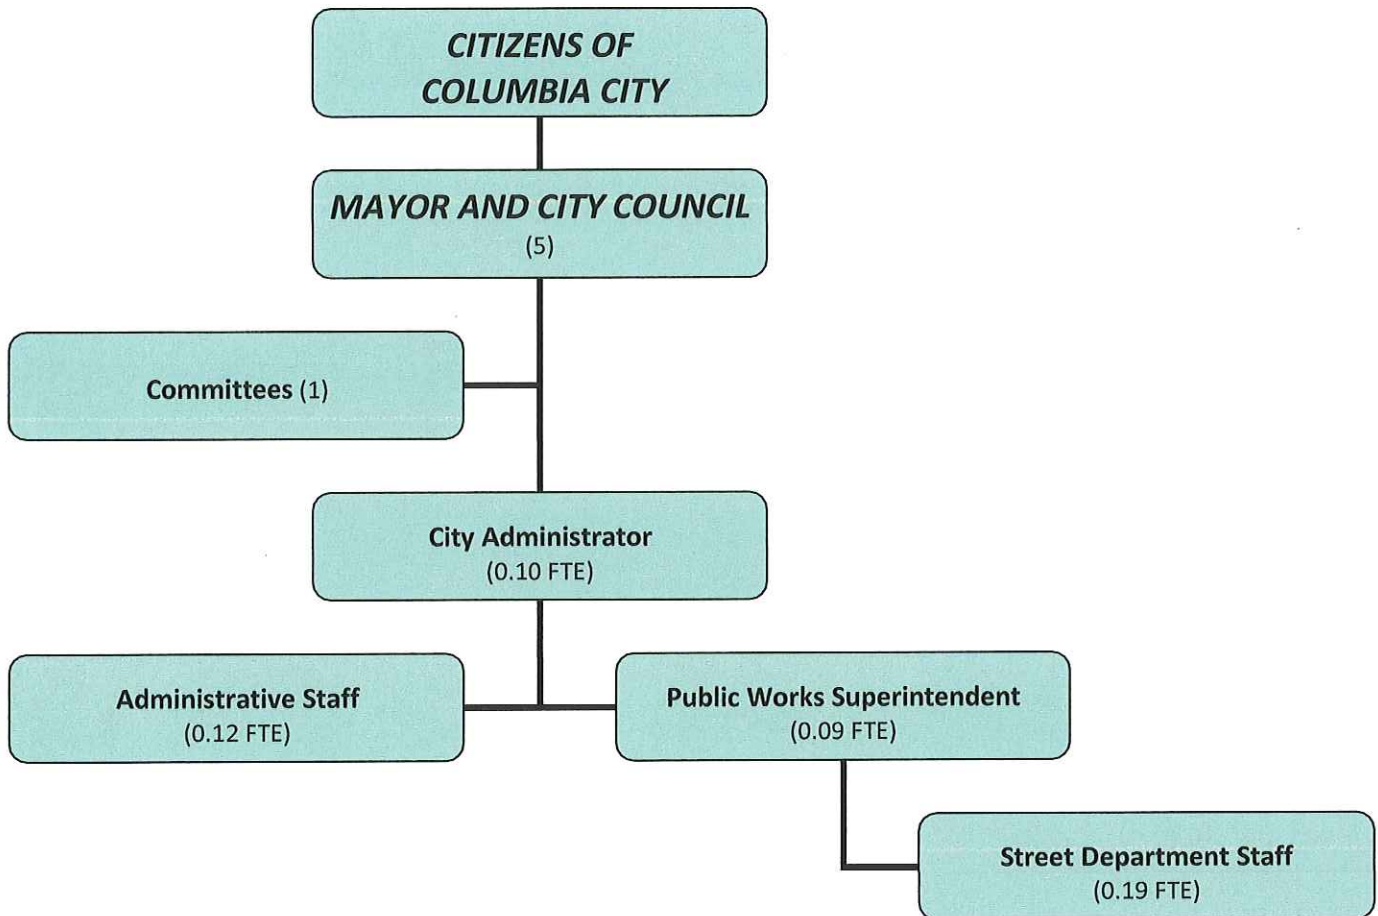 CITIZENS OF
COLUMBIA CITY
MAYOR AND CITY COUNCIL
(5)
Committees (1)
City Administrator
(0.10 FTE)
Administrative Staff
(0.12 FTE)
Public Works Superintendent
(0.09 FTE)
Street Department Staff
(0.19 FTE)